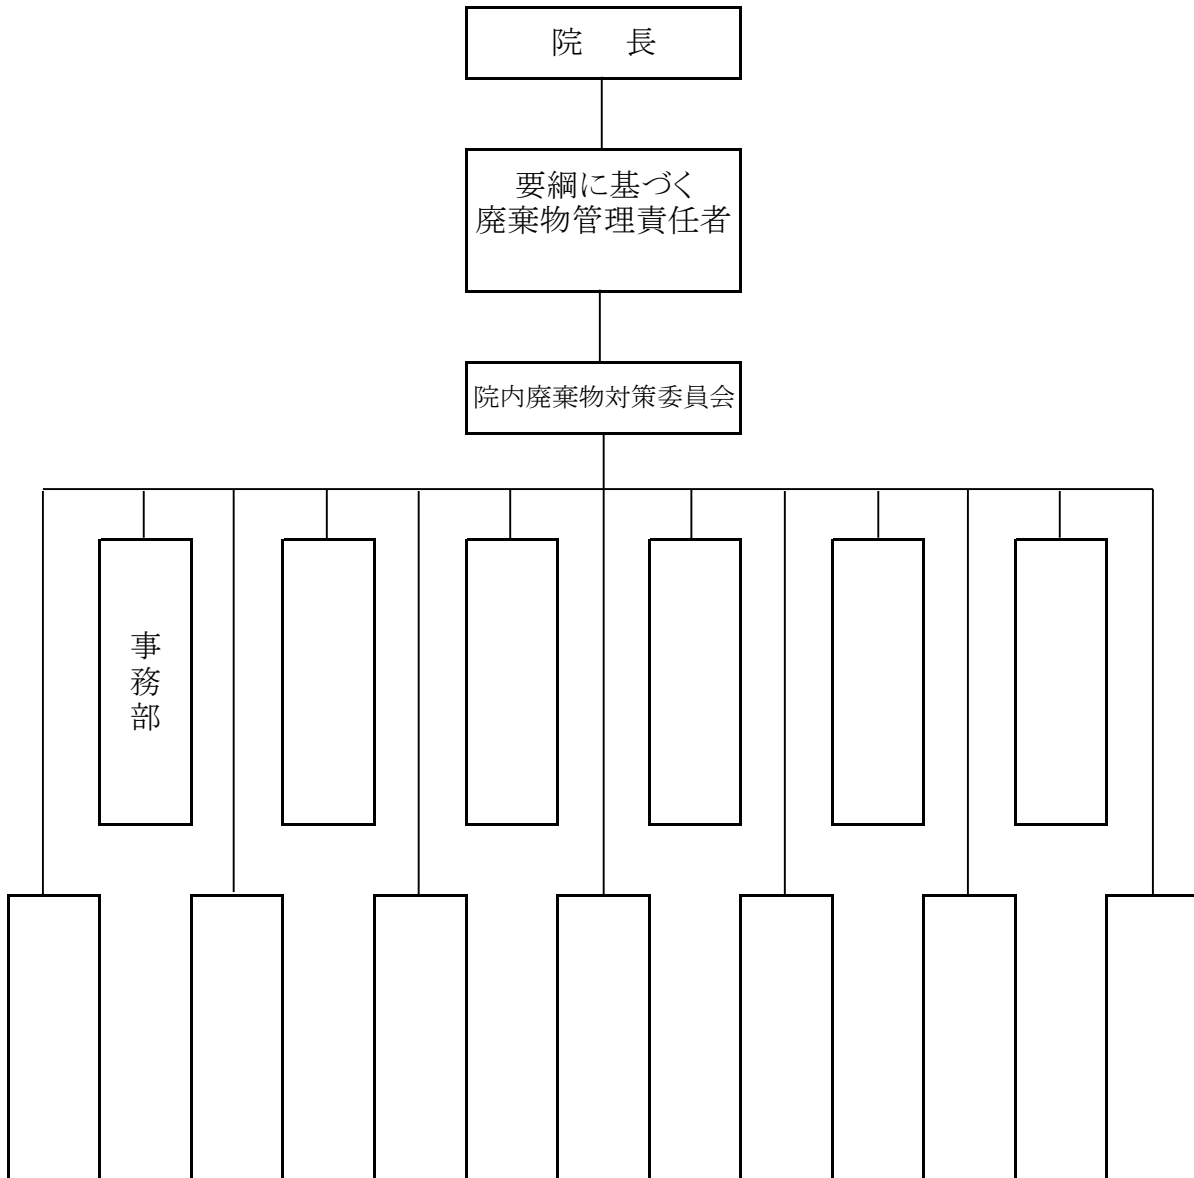 院　長
要綱に基づく
廃棄物管理責任者
院内廃棄物対策委員会
事務部